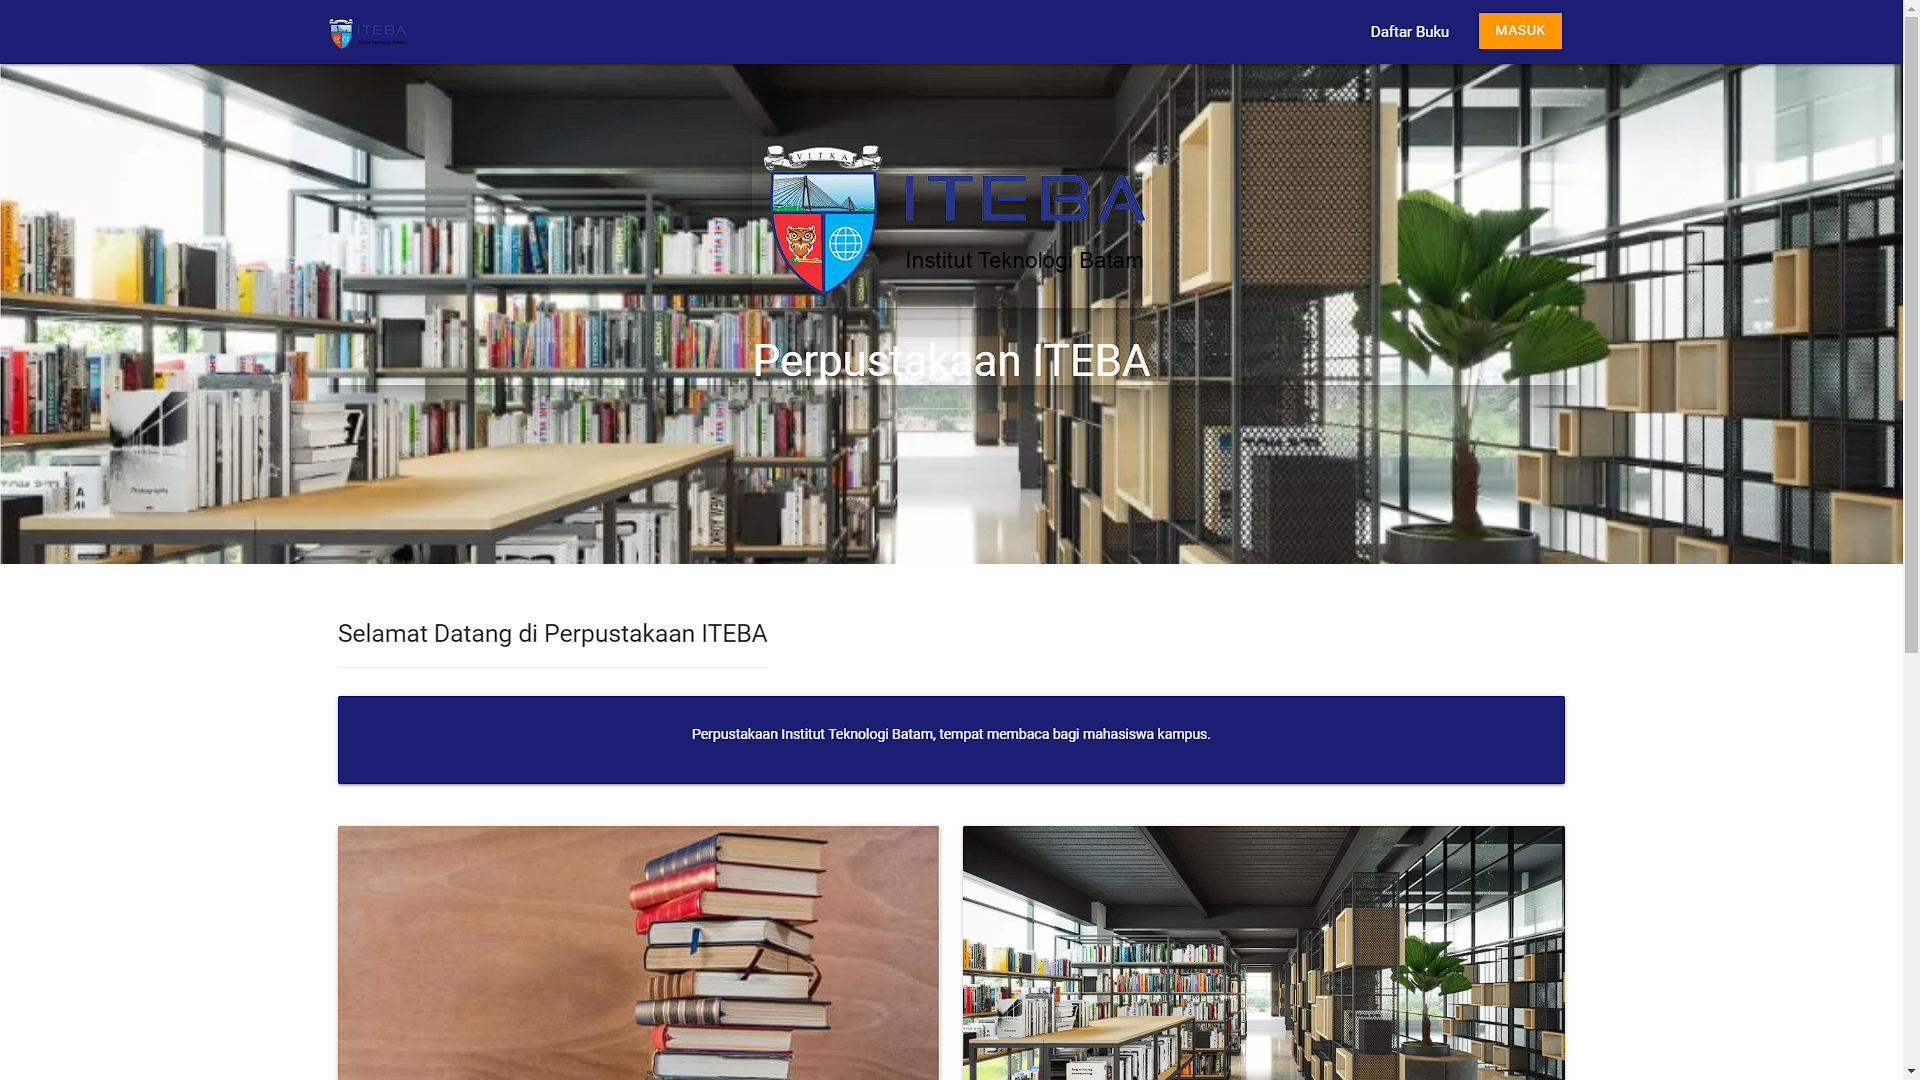 ITEBA
Daftar Buku
MASUK
VITKA
ITEBA
Institut Teknologi Batam
Perpustakaan ITEBA
Selamat Datang di Perpustakaan ITEBA
Perpustakaan Institut Teknologi Batam, tempat membaca bagi mahasiswa kampus.